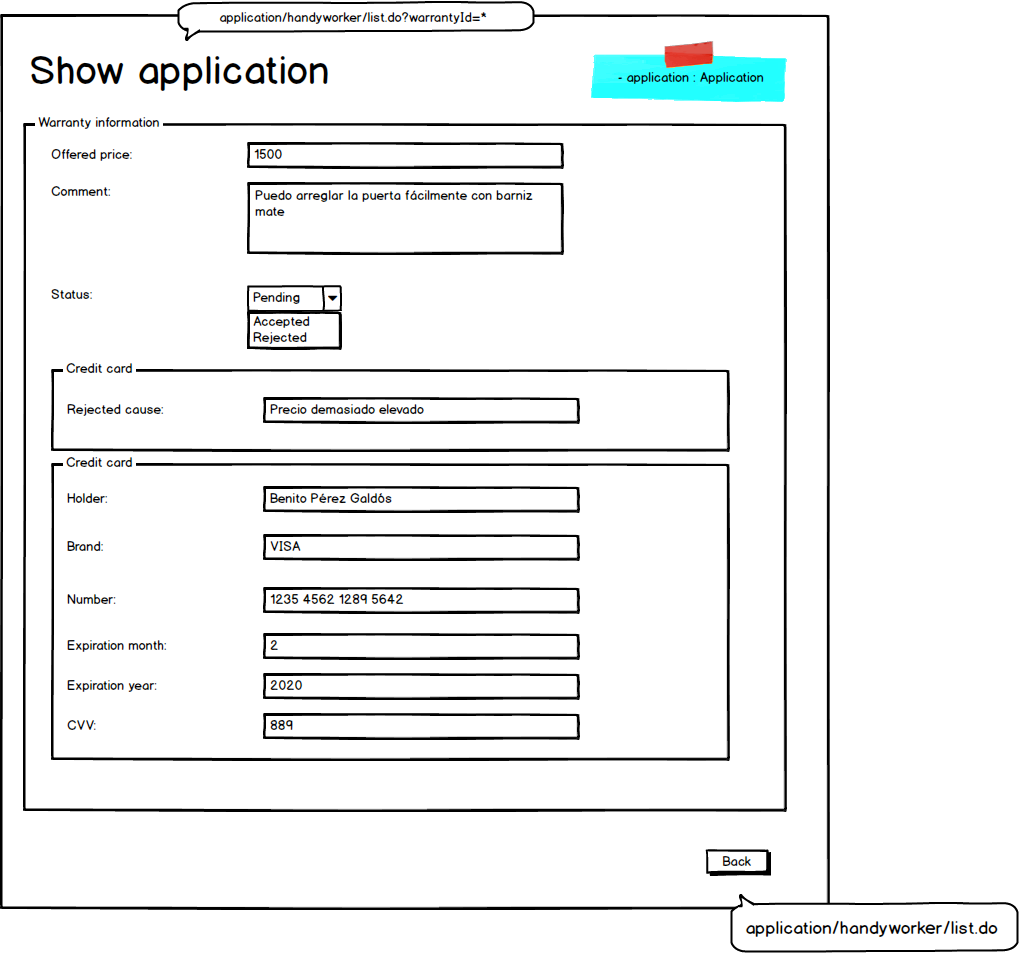 application/handyworker/list.do?warrantyId=*
Show application
- application : Application
Warranty information
Offered price:
1500
Comment:
Puedo arreglar la puerta fácilmente con barniz
mate
Status:
Pending
Accepted
Rejected
Credit card
Rejected cause:
Precio demasiado elevado
Credit card
Holder:
Benito Pérez Galdós
Brand:
VISA
Number:
1235 4562 1289 5642
Expiration month:
2
Expiration year:
2020
CVV:
889
Back
application/handyworker/list.do